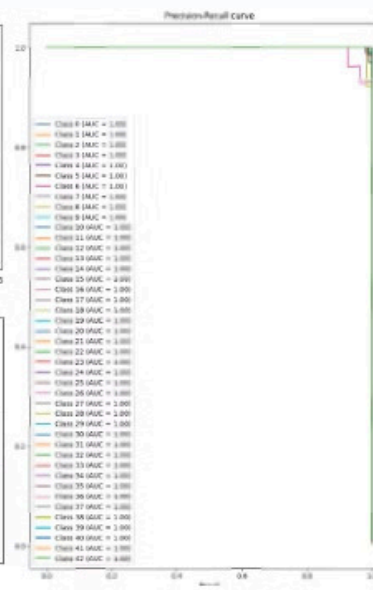 Precision-Recall curve
1.0
0.8
Class 0 (AUC = 1.00)
Class 1 (AUC = 1.00)
Class 2 (AUC = 1.00)
Class 3 (AUC = 1.00)
Class 4 (AUC = 1.00)
Class 5 (AUC = 1.00)
Class 6 (AUC = 1.00)
Class 7 (AUC = 1.00)
Class 8 (AUC = 1.00)
Class 9 (AUC = 1.00)
Class 10 (AUC = 1.00)
Class 11 (AUC = 1.00)
Class 12 (AUC = 1.00)
Class 13 (AUC = 1.00)
Class 14 (AUC = 1.00)
Class 15 (AUC = 1.00)
Class 16 (AUC = 1.00)
Class 17 (AUC = 1.00)
Class 18 (AUC = 1.00)
Class 19 (AUC = 1.00)
Class 20 (AUC = 1.00)
Class 21 (AUC = 1.00)
Class 22 (AUC = 1.00)
Class 23 (AUC = 1.00)
Class 24 (AUC = 1.00)
Class 25 (AUC = 1.00)
Class 26 (AUC = 1.00)
Class 27 (AUC = 1.00)
Class 28 (AUC = 1.00)
Class 29 (AUC = 1.00)
Class 30 (AUC = 1.00)
Class 31 (AUC = 1.00)
Class 32 (AUC = 1.00)
Class 33 (AUC = 1.00)
Class 34 (AUC = 1.00)
Class 35 (AUC = 1.00)
Class 36 (AUC = 1.00)
Class 37 (AUC = 1.00)
Class 38 (AUC = 1.00)
Class 39 (AUC = 1.00)
Class 40 (AUC = 1.00)
Class 41 (AUC = 1.00)
Class 42 (AUC = 1.00)
0.2
0.0
0.0 0.2 0.4 0.6 0.8